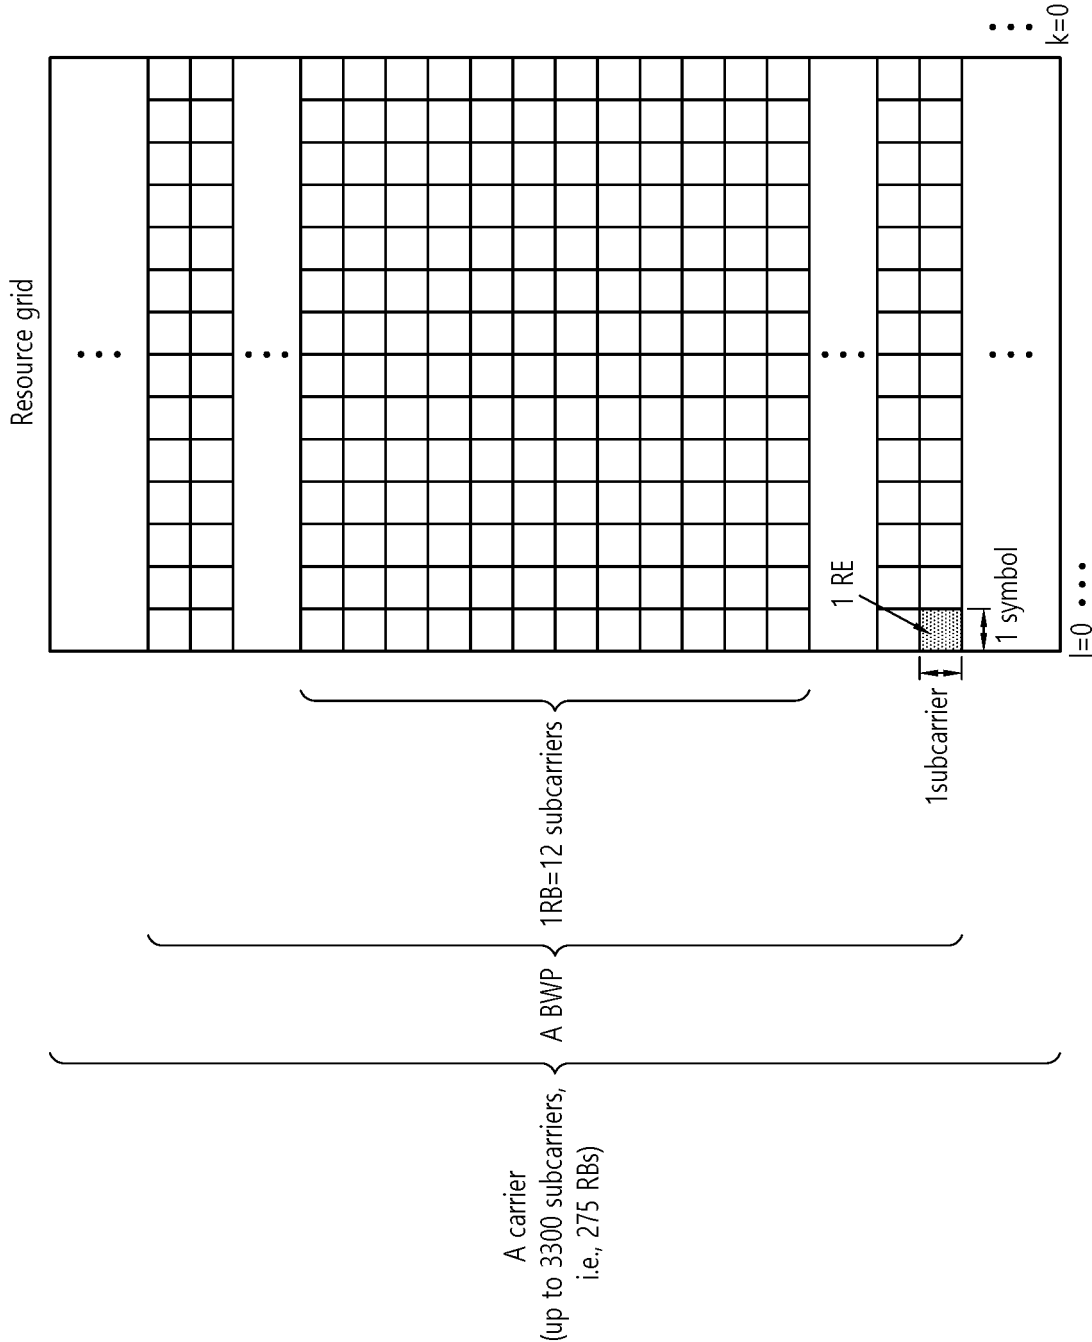 Resource grid
A carrier
(up to 3300 subcarriers,
i.e., 275 RBs)
A BWP
1RB=12 subcarriers
1 RE
1subcarrier
1 symbol
k=0
l=0